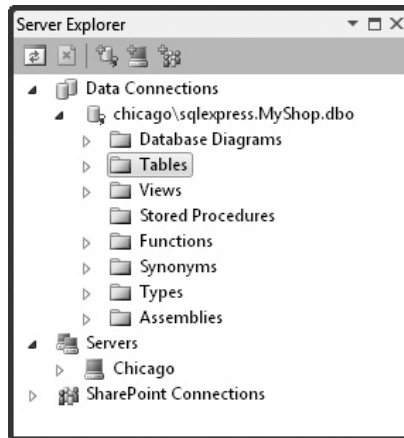 Server Explorer
Data Connections
chicago\sqlexpress.MyShop.dbo
Database Diagrams
Tables
Views
Stored Procedures
Functions
Synonyms
Types
Assemblies
Servers
Chicago
SharePoint Connections